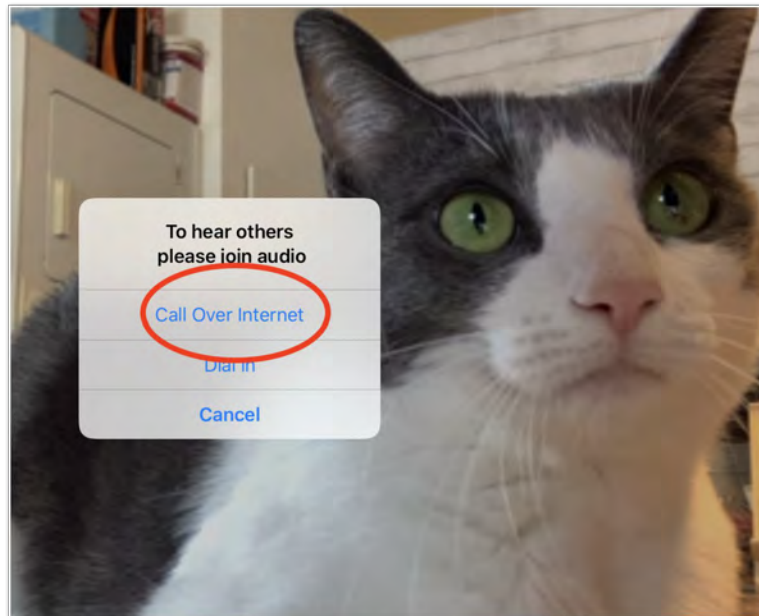 To hear others
please join audio
Call Over Internet
Dial in
Cancel